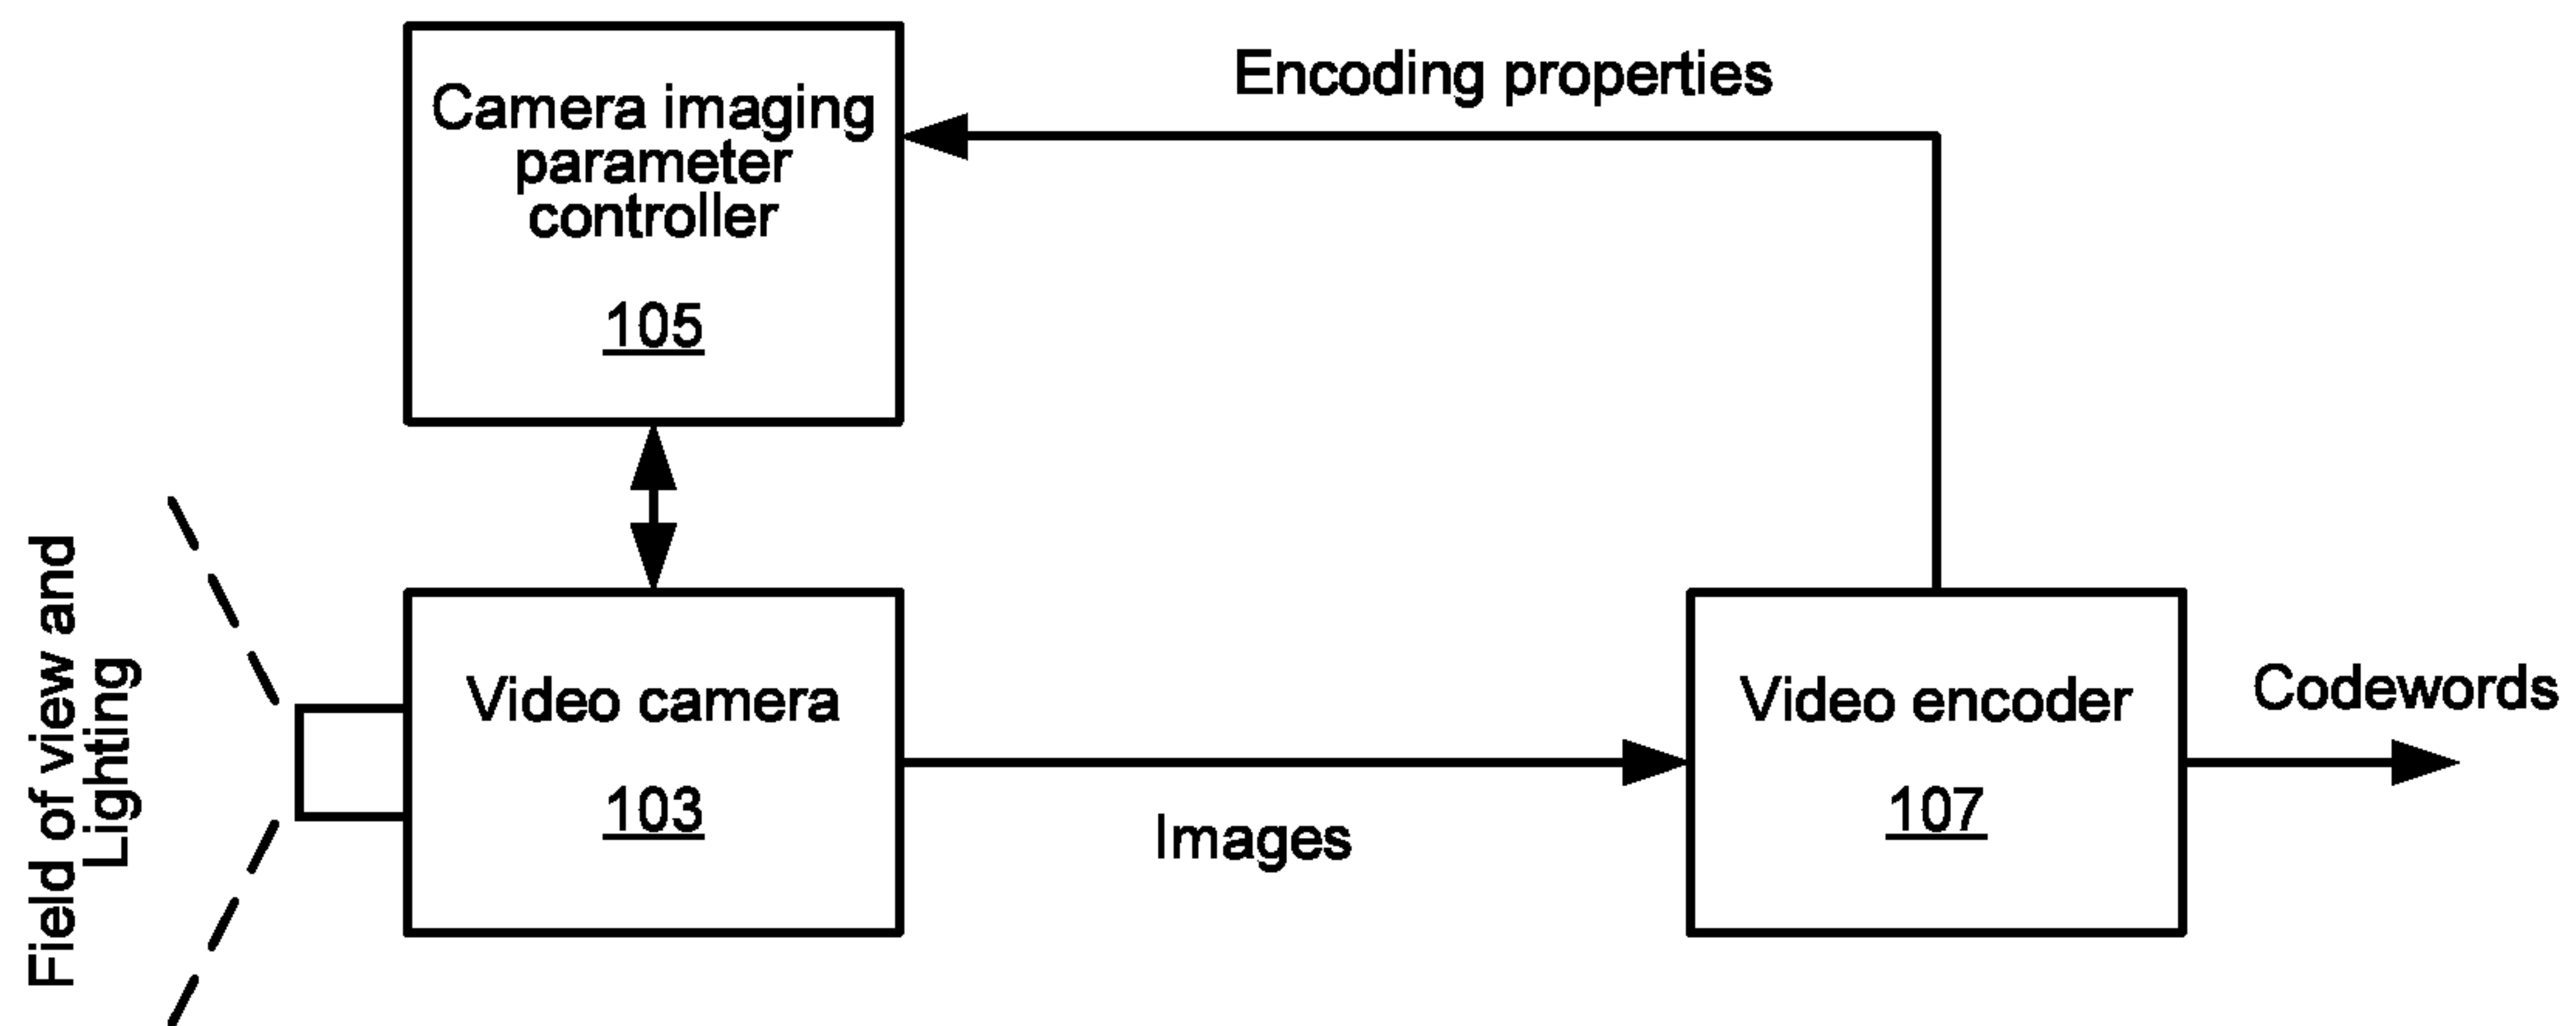 Camera imaging
parameter
controller
105
Encoding properties
Field of view and
Lighting
Video camera
103
Images
Video encoder
107
Codewords